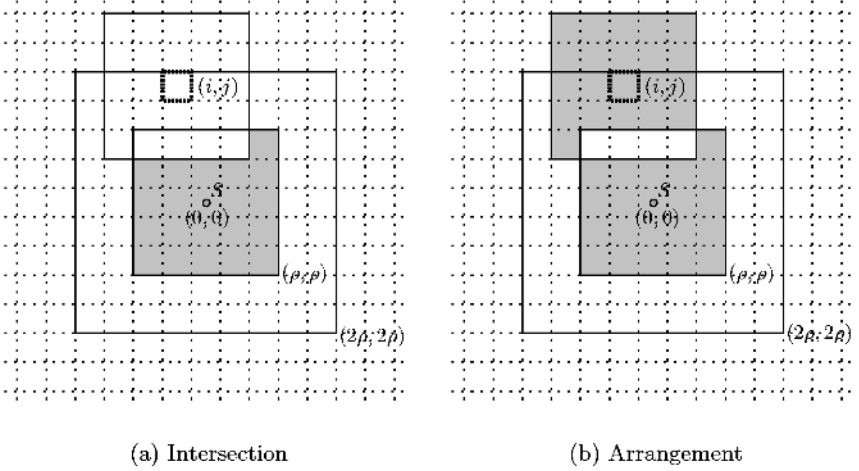 (i, j) (i, j)
S S
(0, 0) (0, 0)
(ρ, ρ) (ρ, ρ)
(2ρ, 2ρ) (2ρ, 2ρ)
(a) Intersection (b) Arrangement